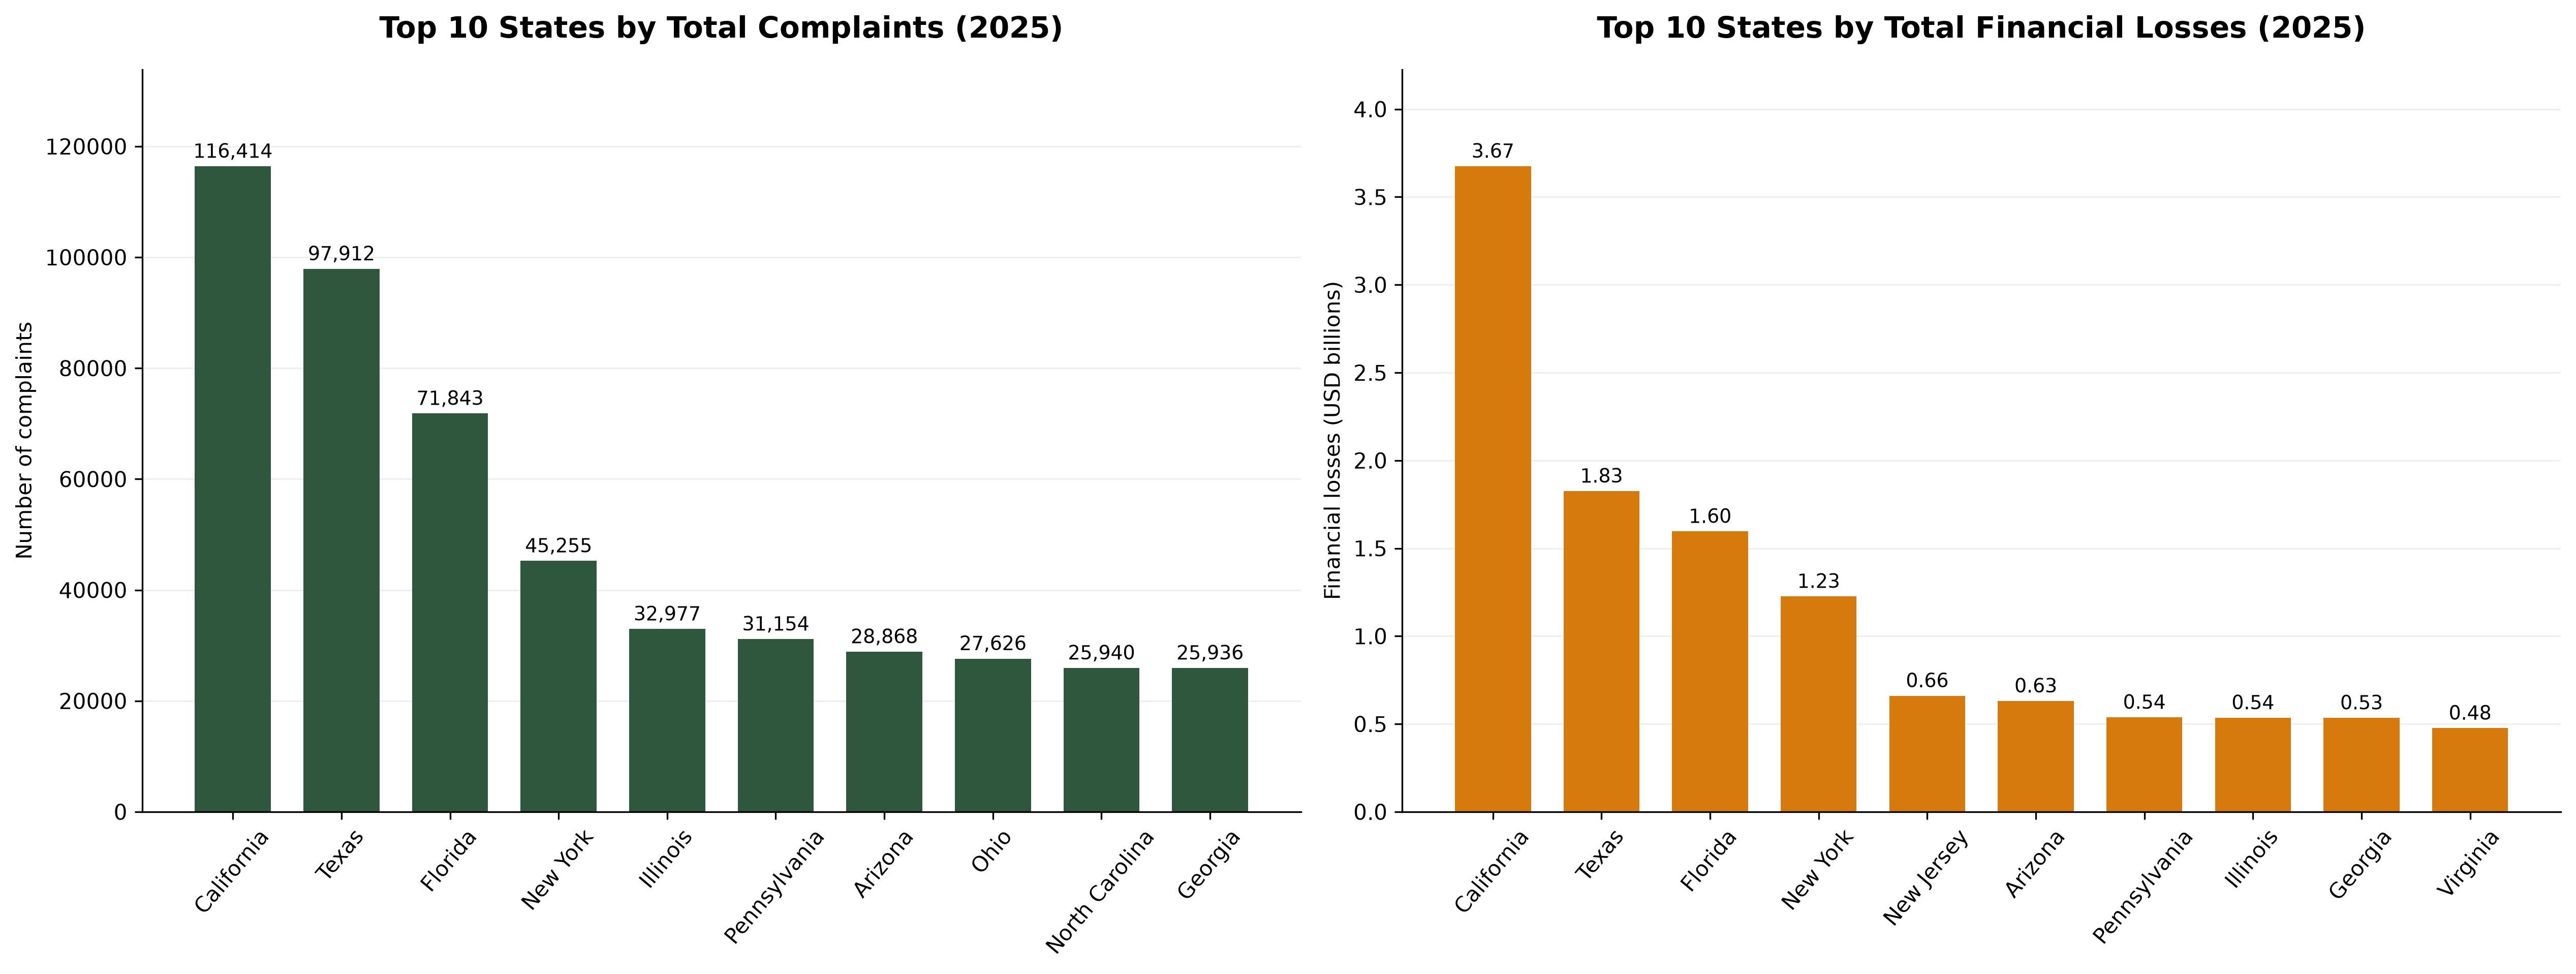 Top 10 States by Total Complaints (2025)
Number of complaints
120000
100000
80000
60000
40000
20000
0
116,414
97,912
71,843
45,255
32,977
31,154
28,868
27,626
25,940
25,936
California
Texas
Florida
New York
Illinois
Pennsylvania
Arizona
Ohio
North Carolina
Georgia
Top 10 States by Total Financial Losses (2025)
Financial losses (USD billions)
4.0
3.5
3.0
2.5
2.0
1.5
1.0
0.5
0.0
3.67
1.83
1.60
1.23
0.66
0.63
0.54
0.54
0.53
0.48
California
Texas
Florida
New York
New Jersey
Arizona
Pennsylvania
Illinois
Georgia
Virginia